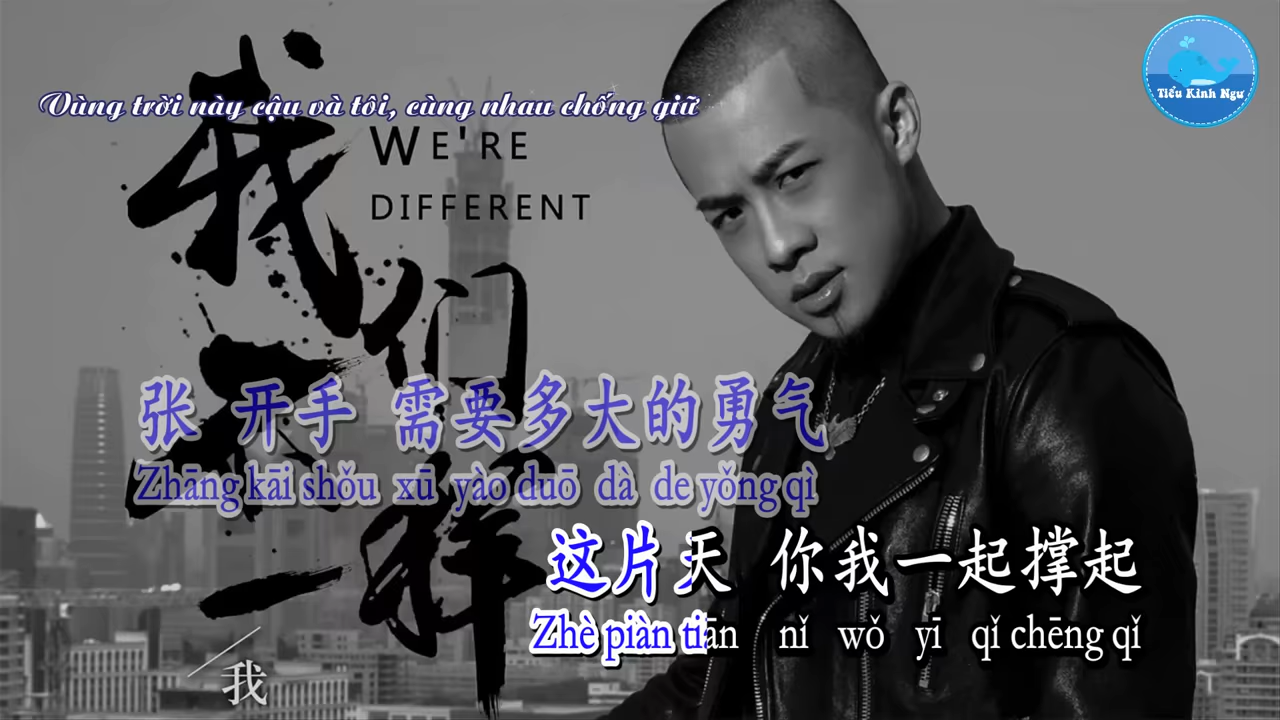 Vùng trời này cậu và tôi, cùng nhau chống giữ
Tiểu Kình Ngư
我们不一样
WE'RE
DIFFERENT
张 开手 需要多大的勇气
Zhāng kāi shǒu xū yào duō dà de yǒng qì
这片天 你我一起撑起
Zhè piàn tiān nǐ wǒ yī qǐ chēng qǐ
我